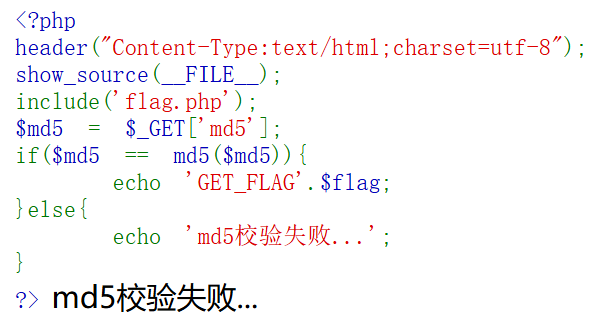 <?php
header("Content-Type:text/html;charset=utf-8");
show_source(__FILE__);
include('flag.php');
$md5  =  $_GET['md5'];
if($md5  ==  md5($md5)){
        echo  'GET_FLAG'.$flag;
}else{
        echo  'md5校验失败...';
}
?> md5校验失败...